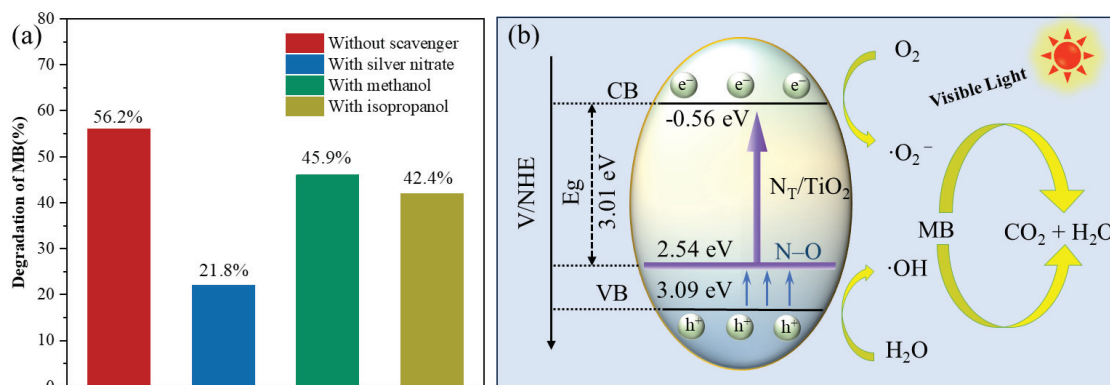 (a)
80
70
60
50
40
30
20
10
0
Degradation of MB(%)
Without scavenger
With silver nitrate
With methanol
With isopropanol
56.2%
21.8%
45.9%
42.4%
(b)
V/NHE
CB
e⁻ e⁻ e⁻
-0.56 eV
Eg
3.01 eV
N_T/TiO₂
2.54 eV
N–O
VB
3.09 eV
h⁺ h⁺ h⁺
O₂
Visible Light
·O₂⁻
MB
CO₂ + H₂O
·OH
H₂O